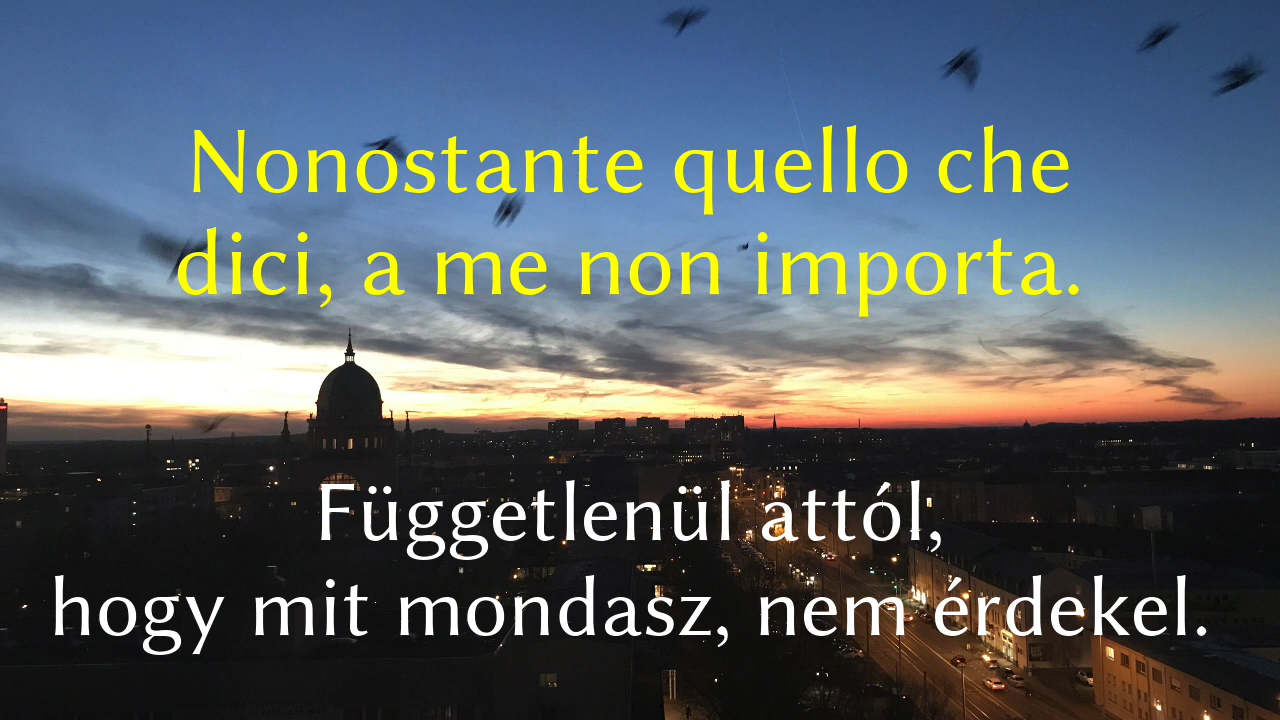 Nonostante quello che
dici, a me non importa.
Függetlenül attól,
hogy mit mondasz, nem érdekel.